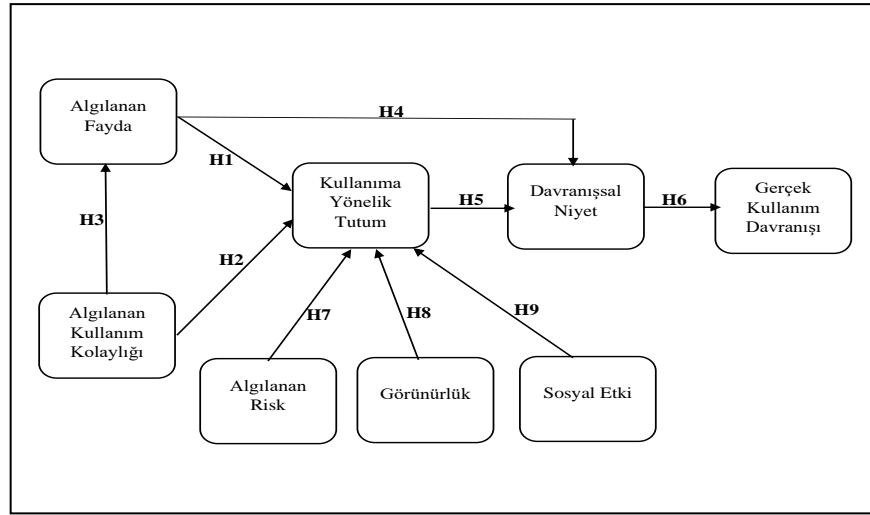 Algılanan
Fayda
H4
H1
Kullanıma
Yönelik
Tutum
H5
Davranışsal
Niyet
H6
Gerçek
Kullanım
Davranışı
H3
H2
Algılanan
Kullanım
Kolaylığı
H7
H8
H9
Algılanan
Risk
Görünürlük
Sosyal Etki